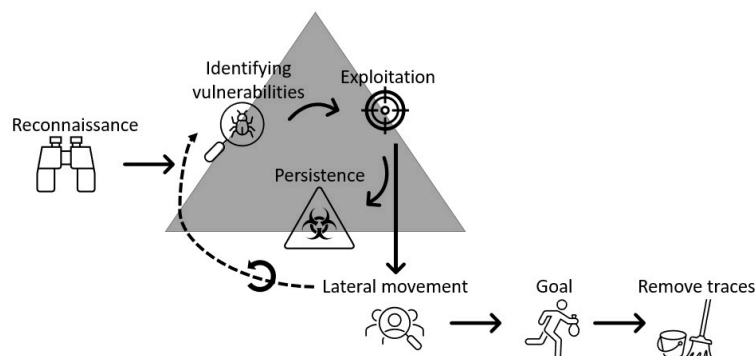 Identifying
vulnerabilities
Exploitation
Reconnaissance
Persistence
Lateral movement
Goal
Remove traces